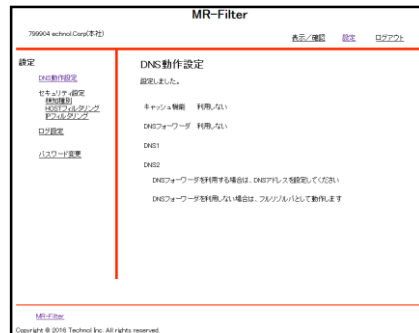 MR-Filter
799904 echnol.Corp(本社)
表示/確認 設定 ログアウト
設定
DNS動作設定
セキュリティ設定
検知種別
HOSTフィルタリング
IPフィルタリング
ログ設定
パスワード変更
DNS動作設定
設定しました。
キャッシュ機能 利用しない
DNSフォワーダ 利用しない
DNS1
DNS2
DNSフォワーダを利用する場合は、DNSアドレスを設定してください
DNSフォワーダを利用しない場合は、フルリゾルバとして動作します
MR-Filter
Copyright @ 2016 Technol Inc. All rights reserved.